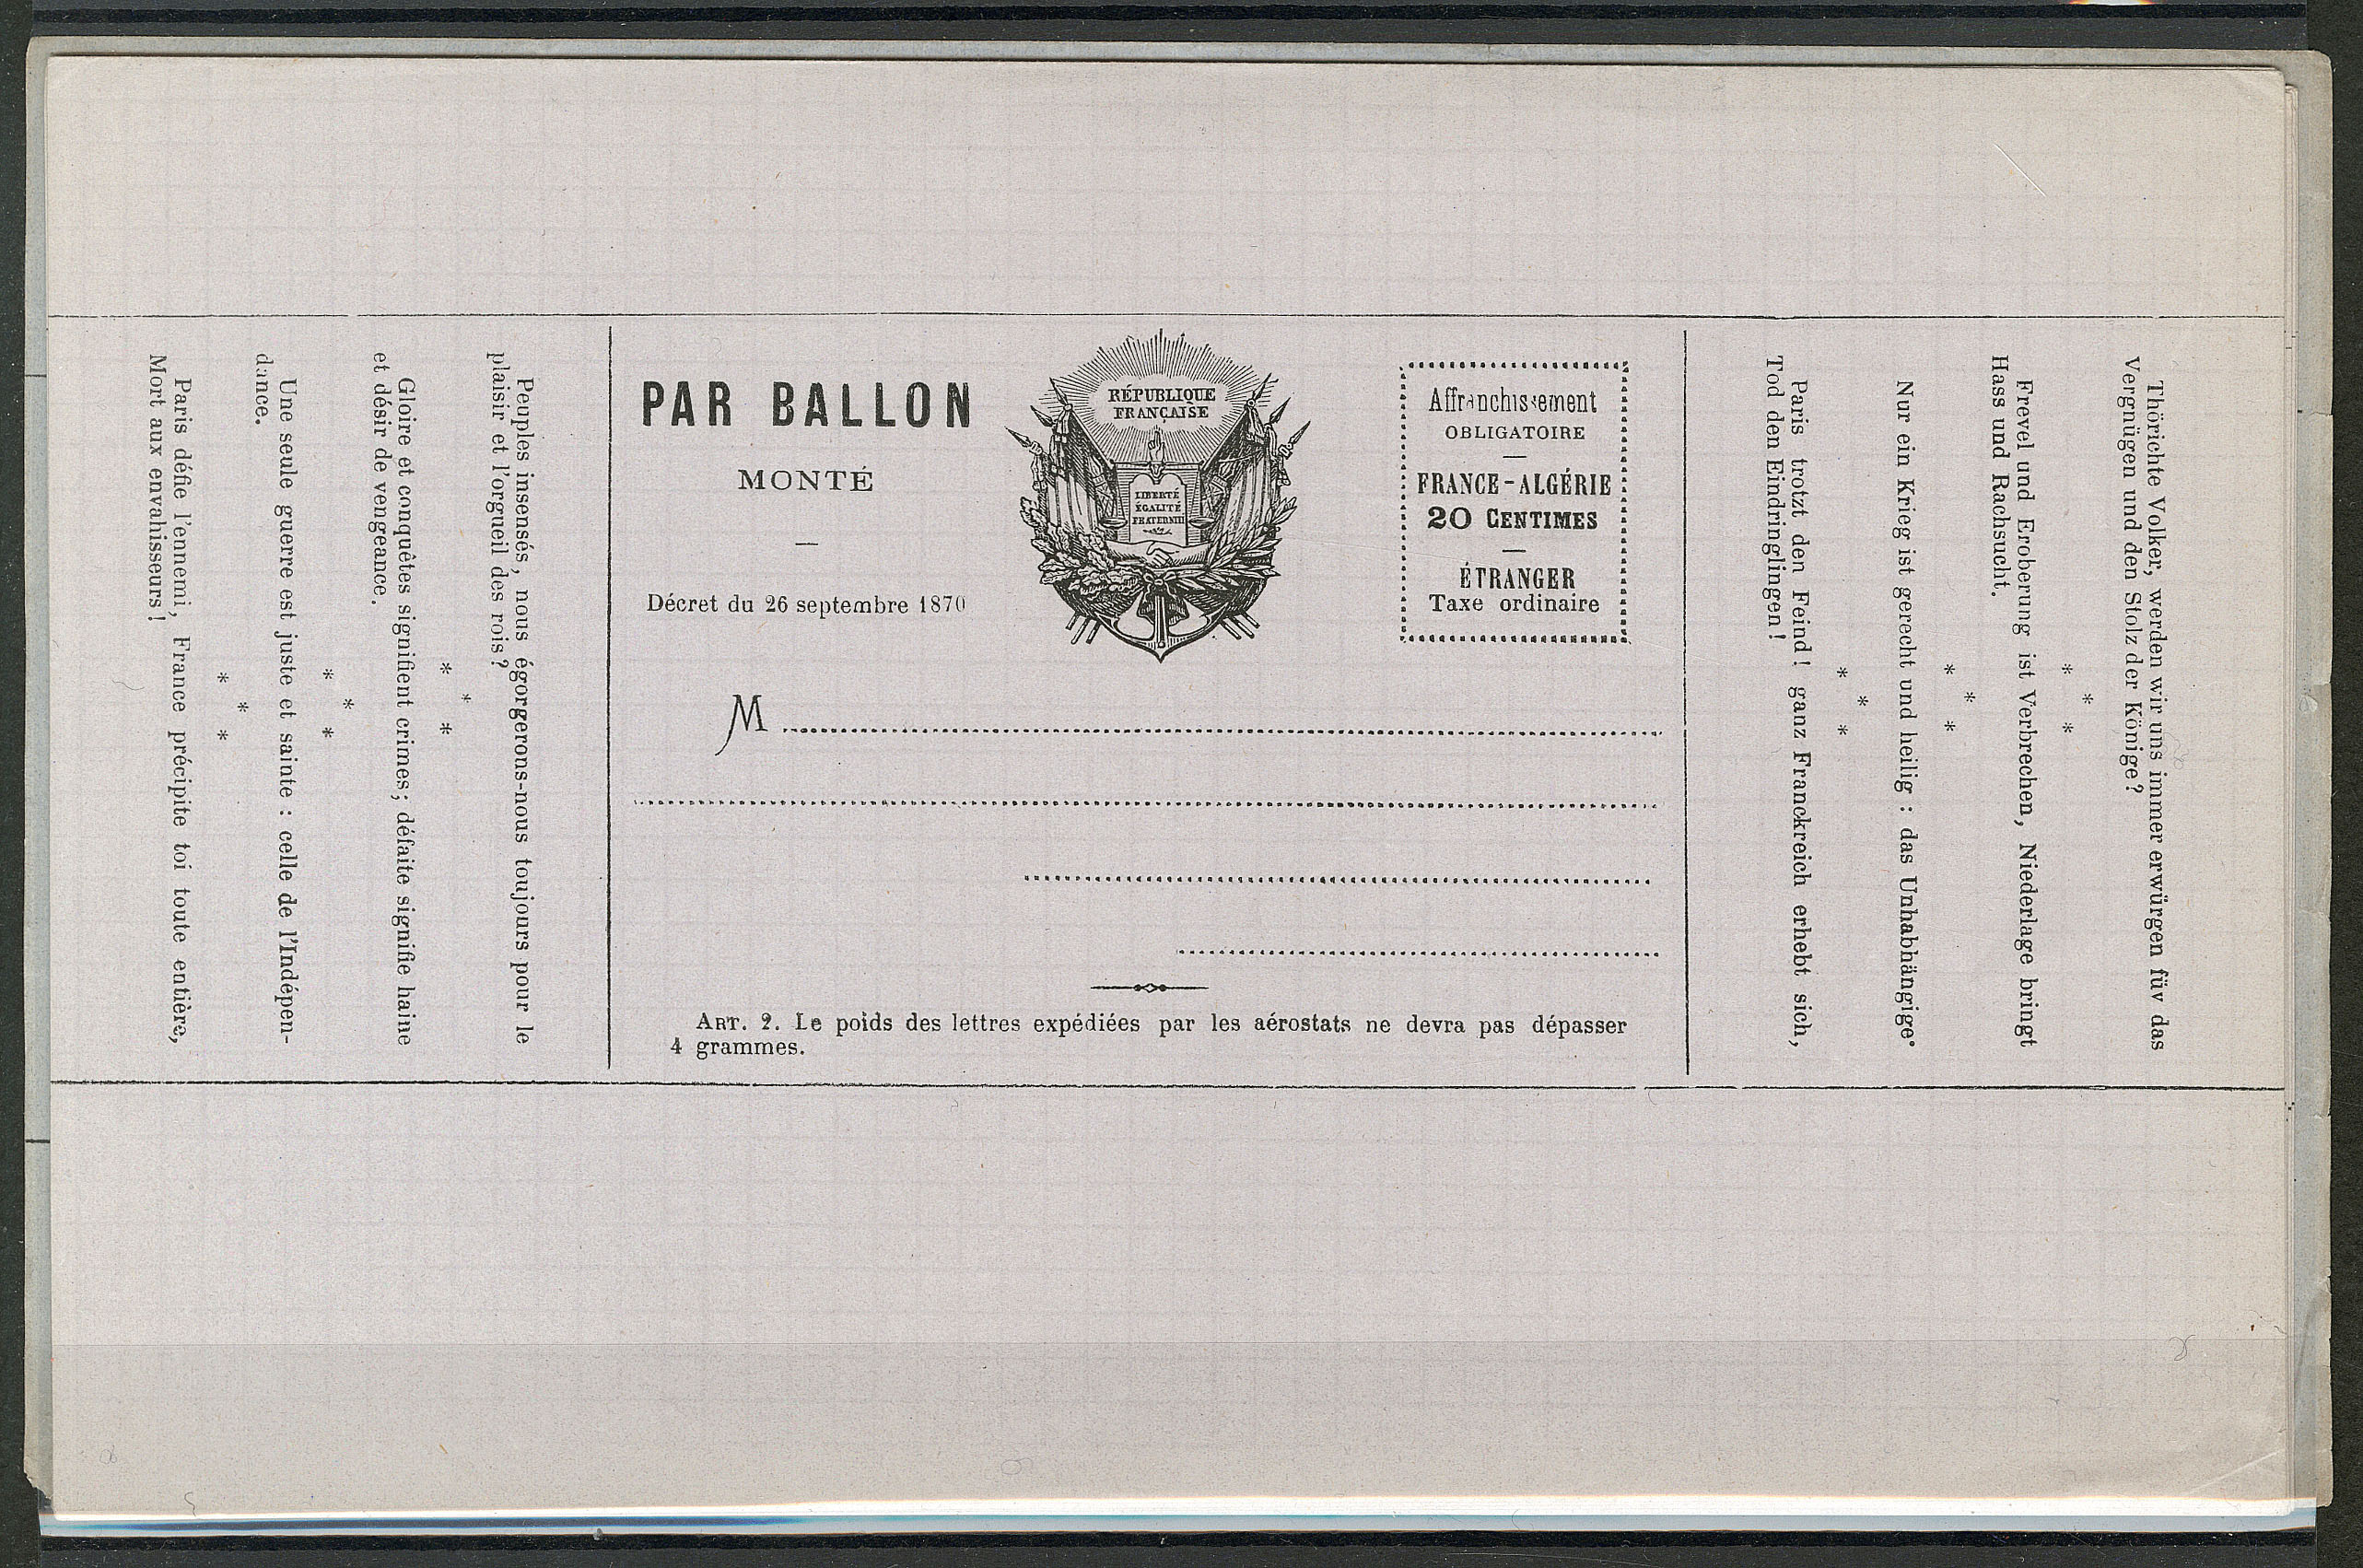 Peuples insensés, nous égorgerons-nous toujours pour le
plaisir et l'orgueil des rois?
* * *
Gloire et conquêtes signifient crimes; défaite signifie haine
et désir de vengeance.
* * *
Une seule guerre est juste et sainte : celle de l'Indépen-
dance.
* * *
Paris défie l'ennemi, France précipite toi toute entière,
Mort aux envahisseurs!
PAR BALLON
MONTÉ
Décret du 26 septembre 1870
RÉPUBLIQUE
FRANÇAISE
LIBERTÉ
ÉGALITÉ
FRATERNITÉ
Affranchissement
OBLIGATOIRE
FRANCE-ALGÉRIE
20 CENTIMES
ÉTRANGER
Taxe ordinaire
M
ART. 2. Le poids des lettres expédiées par les aérostats ne devra pas dépasser
4 grammes.
Thörichte Volker, werden wir uns immer erwürgen füv das
Vergnügen und den Stolz der Könige?
* * *
Frevel und Eroberung ist Verbrechen, Niederlage bringt
Hass und Rachsucht.
* * *
Nur ein Krieg ist gerecht und heilig : das Unhabhängige.
* * *
Paris trotzt den Feind! ganz Franckreich erhebt sich,
Tod den Eindringlingen!